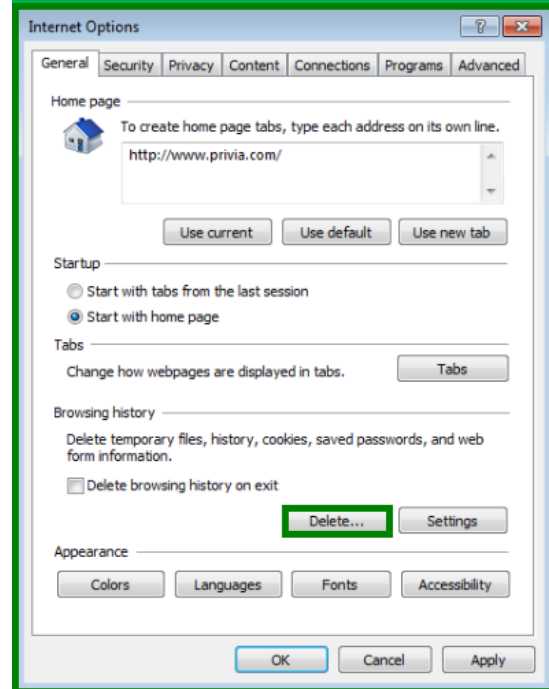 Internet Options
General Security Privacy Content Connections Programs Advanced
Home page
To create home page tabs, type each address on its own line.
http://www.privia.com/
Use current Use default Use new tab
Startup
Start with tabs from the last session
Start with home page
Tabs
Change how webpages are displayed in tabs. Tabs
Browsing history
Delete temporary files, history, cookies, saved passwords, and web
form information.
Delete browsing history on exit
Delete... Settings
Appearance
Colors Languages Fonts Accessibility
OK Cancel Apply